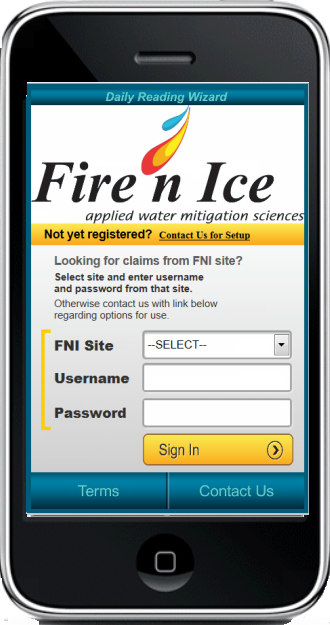 Daily Reading Wizard
Fire n Ice
applied water mitigation sciences
Not yet registered? Contact Us for Setup
Looking for claims from FNI site?
Select site and enter username
and password from that site.
Otherwise contact us with link below
regarding options for use.
FNI Site --SELECT--
Username
Password
Sign In
Terms Contact Us